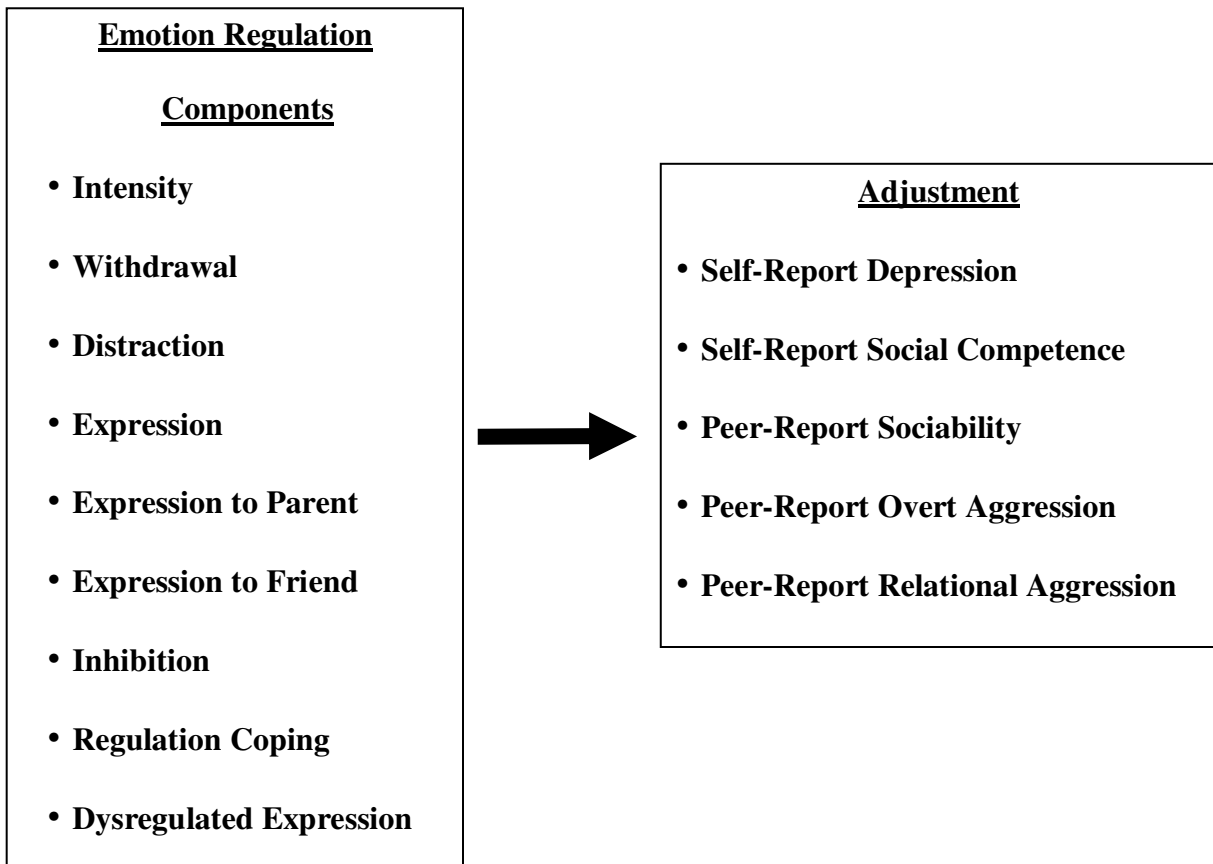 Emotion Regulation
Components
• Intensity
• Withdrawal
• Distraction
• Expression
• Expression to Parent
• Expression to Friend
• Inhibition
• Regulation Coping
• Dysregulated Expression
Adjustment
• Self-Report Depression
• Self-Report Social Competence
• Peer-Report Sociability
• Peer-Report Overt Aggression
• Peer-Report Relational Aggression